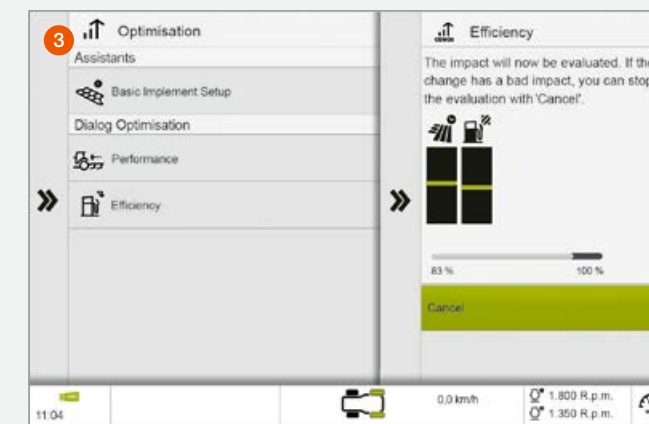 3
Optimisation
Assistants
Basic Implement Setup
Dialog Optimisation
Performance
Efficiency
Efficiency
The impact will now be evaluated. If the
change has a bad impact, you can stop
the evaluation with 'Cancel'.
83 % 100 %
Cancel
11:04
0,0 km/h
1.800 R.p.m.
1.350 R.p.m.